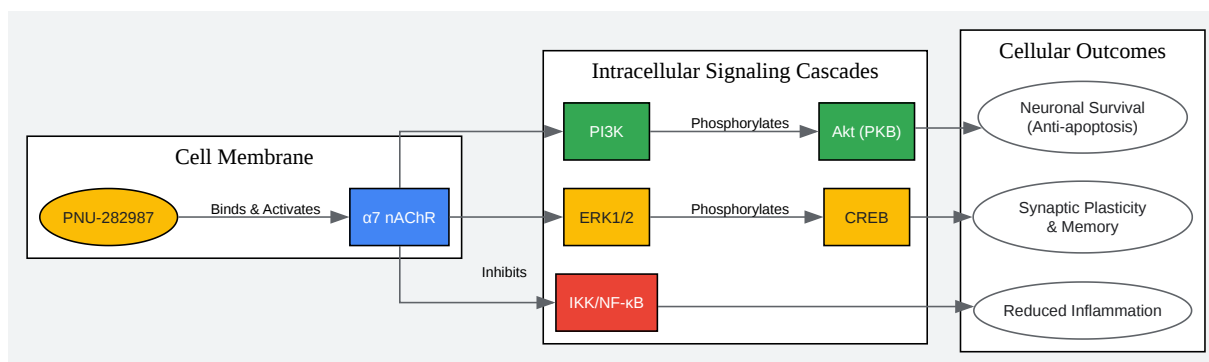 Cellular Outcomes
Intracellular Signaling Cascades
Cell Membrane
PNU-282987
Binds & Activates
α7 nAChR
Inhibits
PI3K
Phosphorylates
Akt (PKB)
Neuronal Survival
(Anti-apoptosis)
ERK1/2
Phosphorylates
CREB
Synaptic Plasticity
& Memory
IKK/NF-κB
Reduced Inflammation